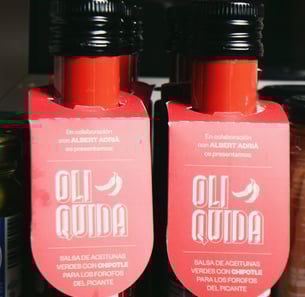 En colaboración
con ALBERT ADRIÀ
os presentamos
OLI
QUIDA
SALSA DE ACEITUNAS
VERDES CON CHIPOTLE
PARA LOS FOROFOS
DEL PICANTE
En colaboración
con ALBERT ADRIÀ
os presentamos
OLI
QUIDA
SALSA DE ACEITUNAS
VERDES CON CHIPOTLE
PARA LOS FOROFOS
DEL PICANTE